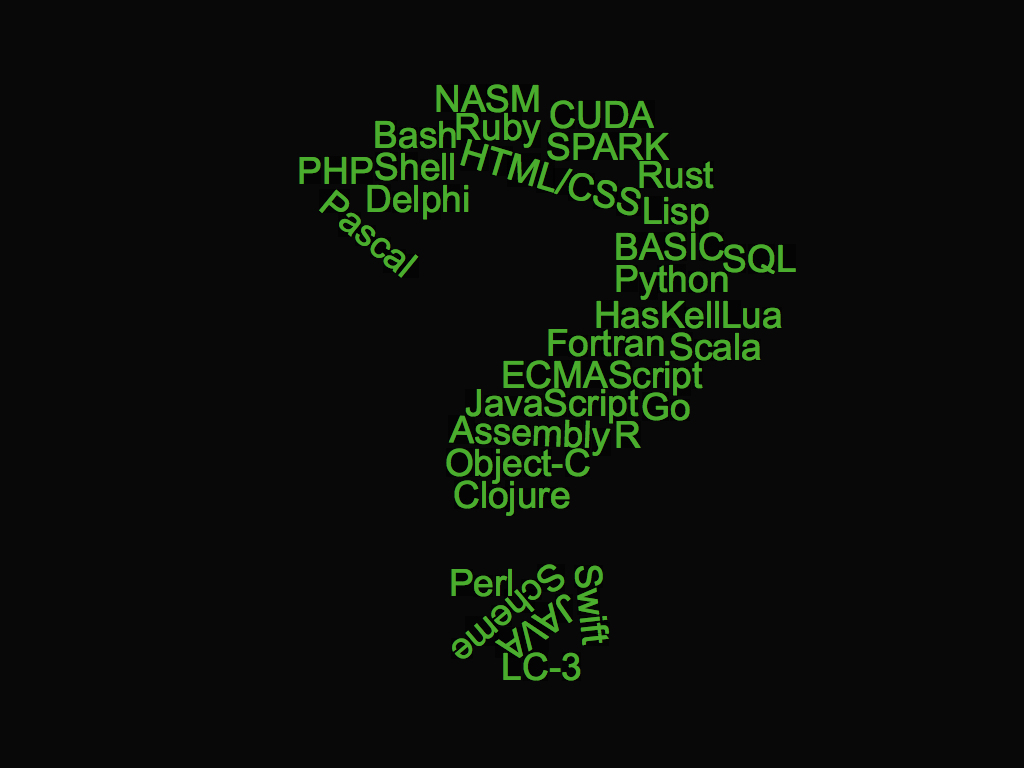 NASM
CUDA
Bash
Ruby
SPARK
PHP
Shell
HTML/CSS
Rust
Delphi
Lisp
Pascal
BASIC
SQL
Python
HasKell
Lua
Fortran
Scala
ECMAScript
JavaScript
Go
Assembly
R
Object-C
Clojure
Perl
Scheme
Swift
JAVA
LC-3